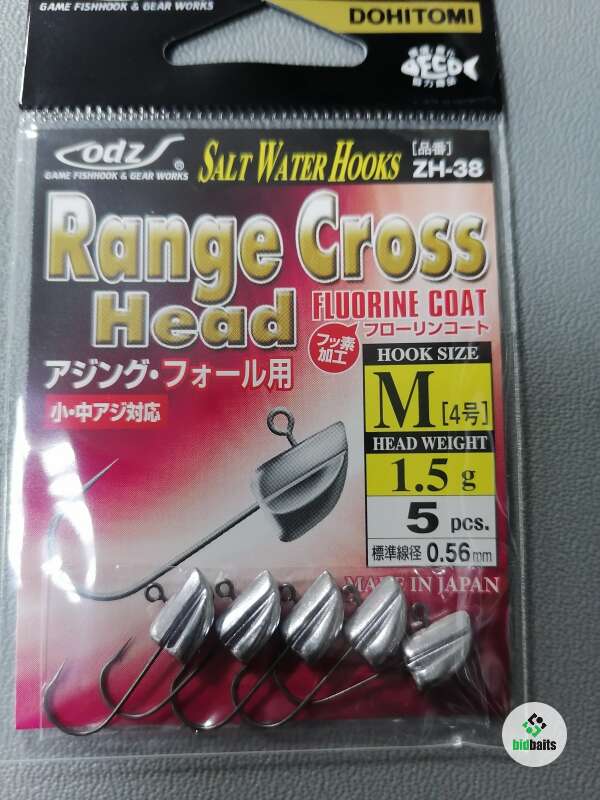 GAME FISHHOOK & GEAR WORKS
DOHITOMI
odz
GAME FISHHOOK & GEAR WORKS
SALT WATER HOOKS
[品番]
ZH-38
Range Cross
Head
FLUORINE COAT
フローリンコート
フッ素
加工
アジング・フォール用
小・中アジ対応
HOOK SIZE
M [4号]
HEAD WEIGHT
1.5 g
5 pcs.
標準線径 0.56mm
MADE IN JAPAN
bidbaits